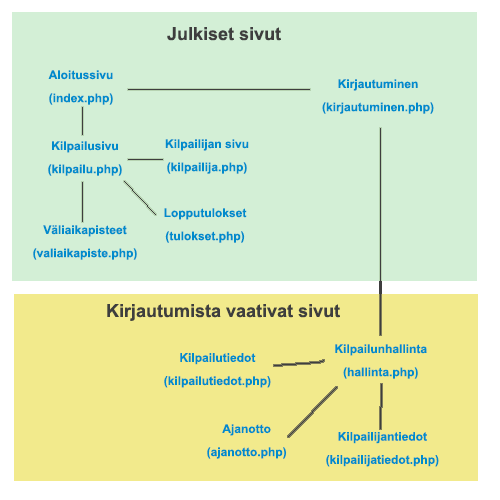 Julkiset sivut
Aloitussivu
(index.php)
Kirjautuminen
(kirjautuminen.php)
Kilpailusivu
(kilpailu.php)
Kilpailijan sivu
(kilpailija.php)
Väliaikapisteet
(valiaikapiste.php)
Lopputulokset
(tulokset.php)
Kirjautumista vaativat sivut
Kilpailunhallinta
(hallinta.php)
Kilpailutiedot
(kilpailutiedot.php)
Ajanotto
(ajanotto.php)
Kilpailijantiedot
(kilpailijatiedot.php)